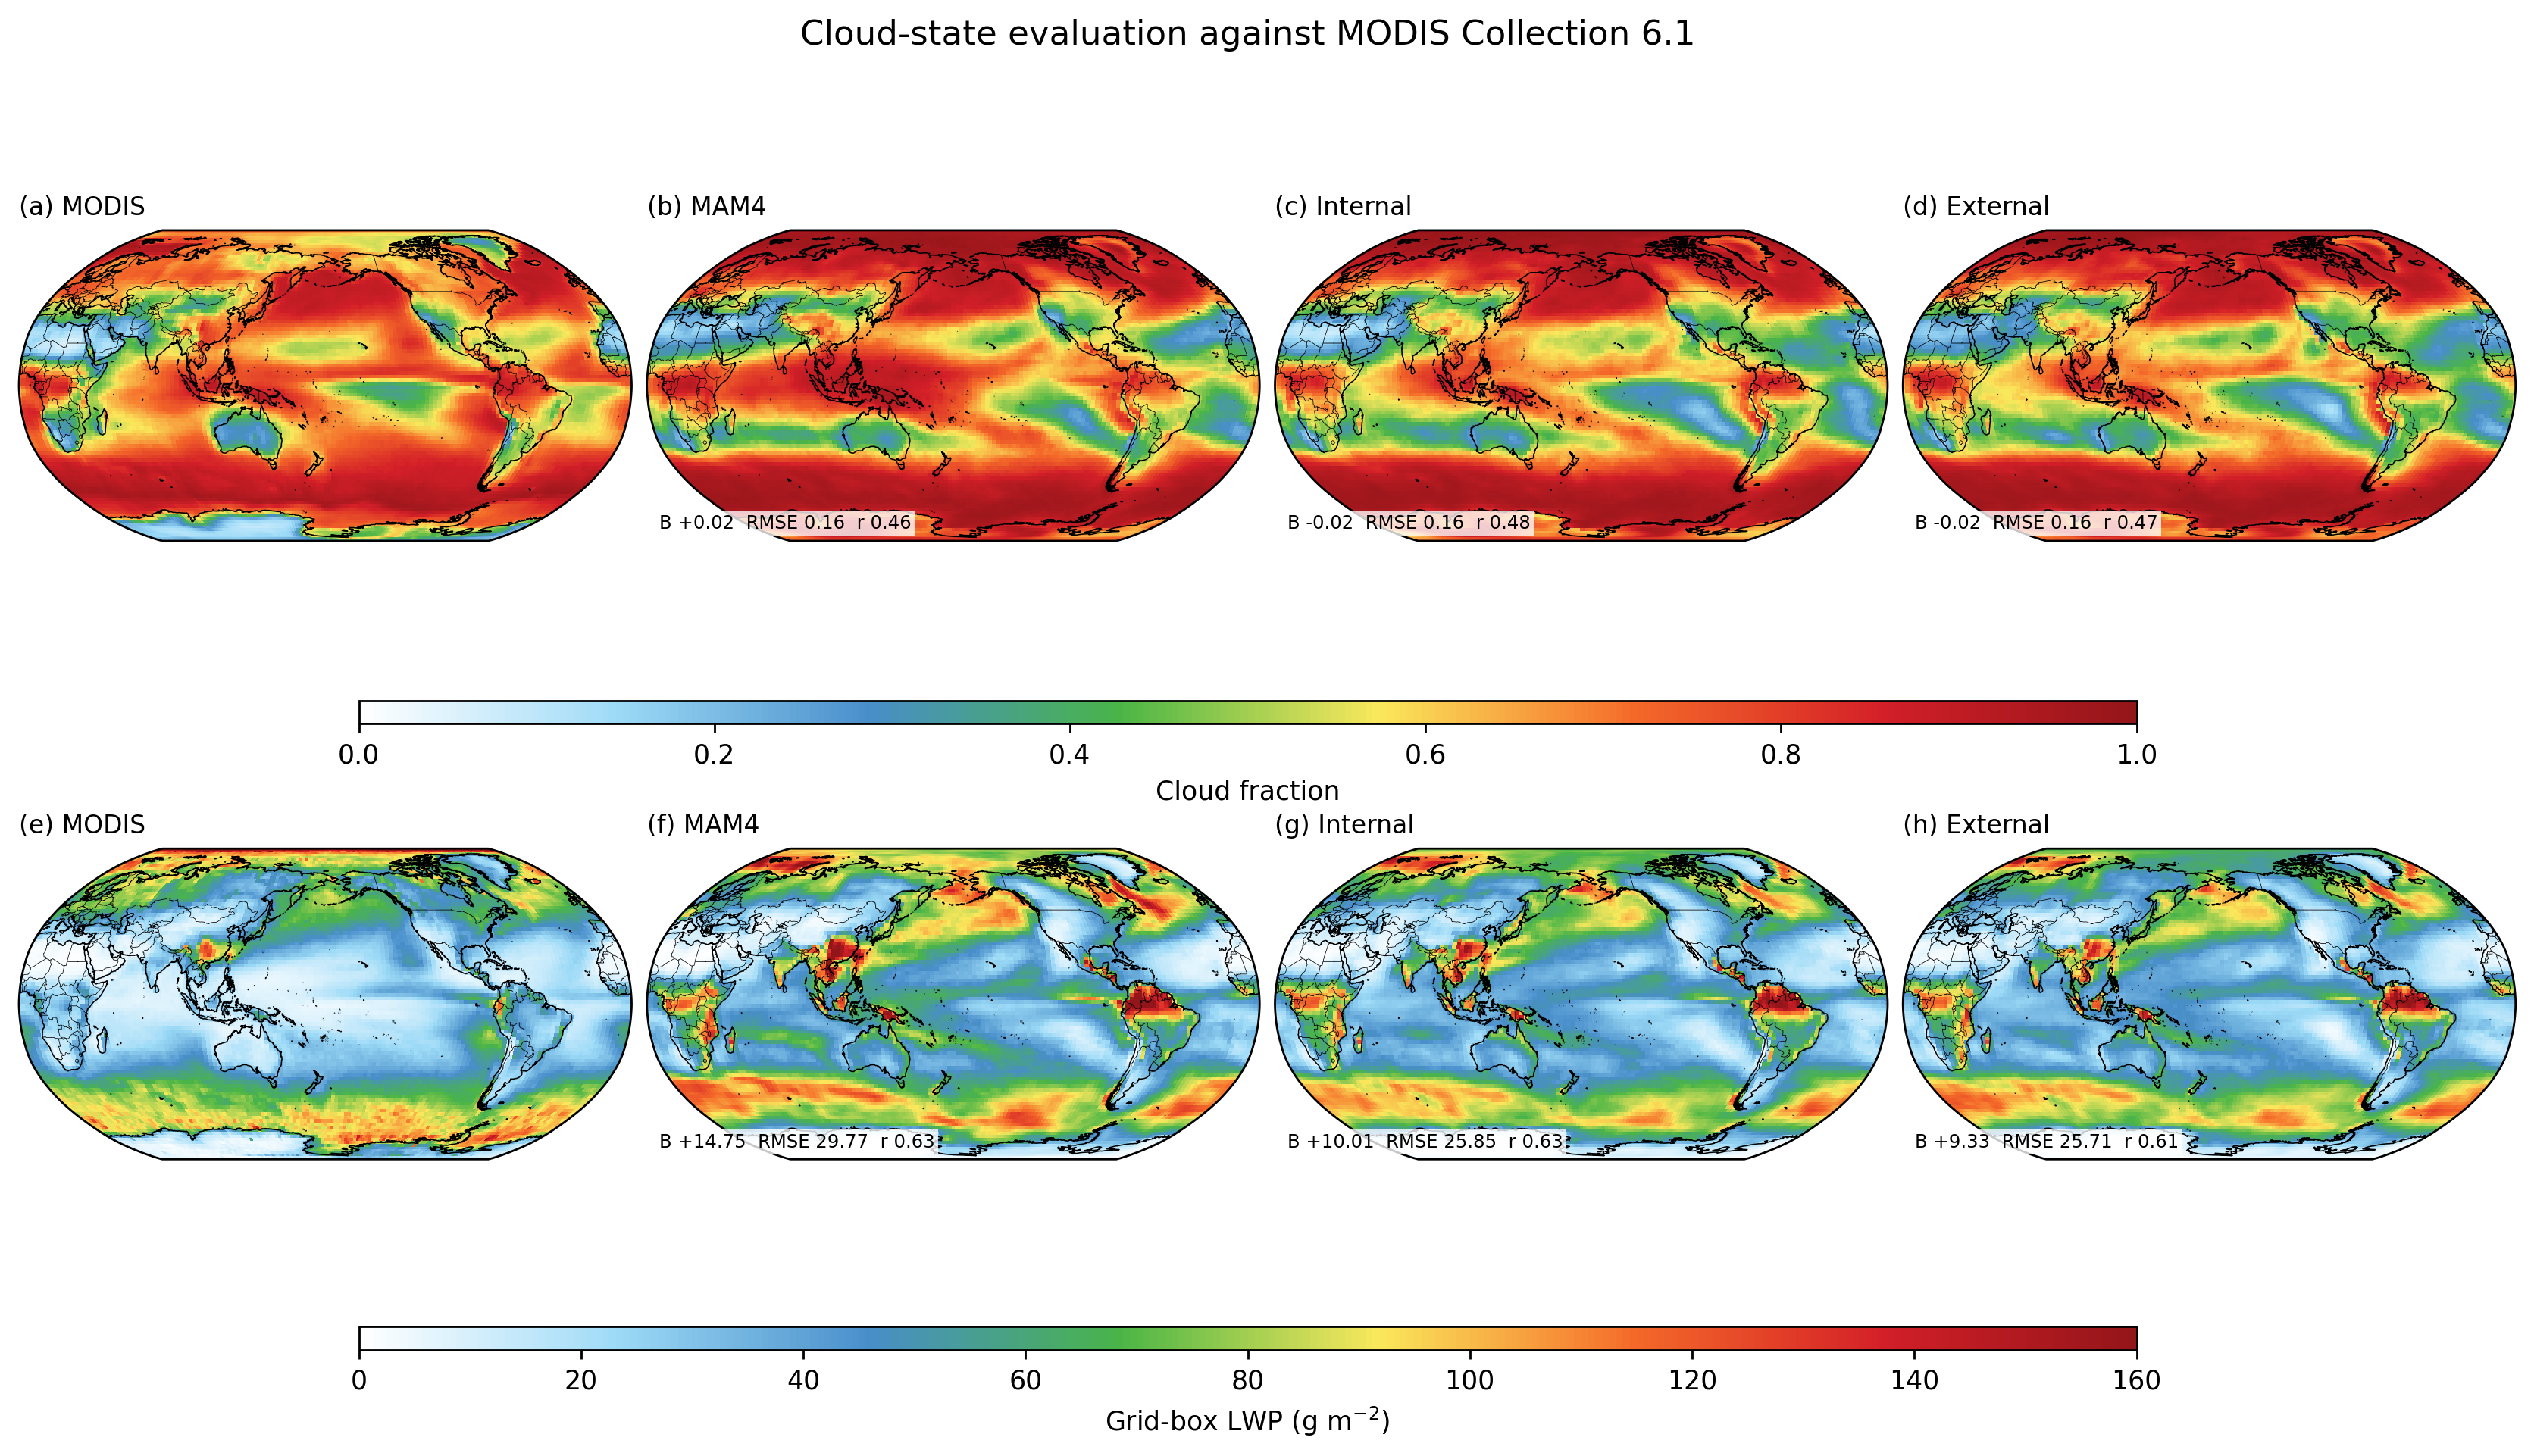 Cloud-state evaluation against MODIS Collection 6.1
(a) MODIS
(b) MAM4
(c) Internal
(d) External
B +0.02 RMSE 0.16 r 0.46
B -0.02 RMSE 0.16 r 0.48
B -0.02 RMSE 0.16 r 0.47
0.0 0.2 0.4 0.6 0.8 1.0
Cloud fraction
(e) MODIS
(f) MAM4
(g) Internal
(h) External
B +14.75 RMSE 29.77 r 0.63
B +10.01 RMSE 25.85 r 0.63
B +9.33 RMSE 25.71 r 0.61
0 20 40 60 80 100 120 140 160
Grid-box LWP (g m⁻²)